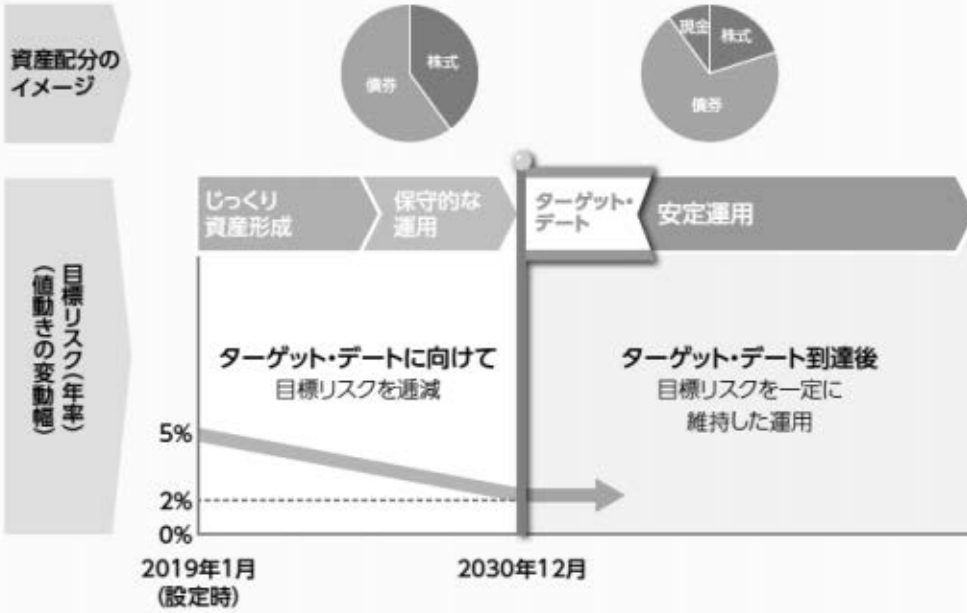 資産配分の
イメージ
株式
債券
現金
株式
債券
じっくり
資産形成
保守的な
運用
ターゲット・
デート
安定運用
目標リスク(年率)
(値動きの変動幅)
ターゲット・デートに向けて
目標リスクを逓減
ターゲット・デート到達後
目標リスクを一定に
維持した運用
5%
2%
0%
2019年1月
(設定時)
2030年12月